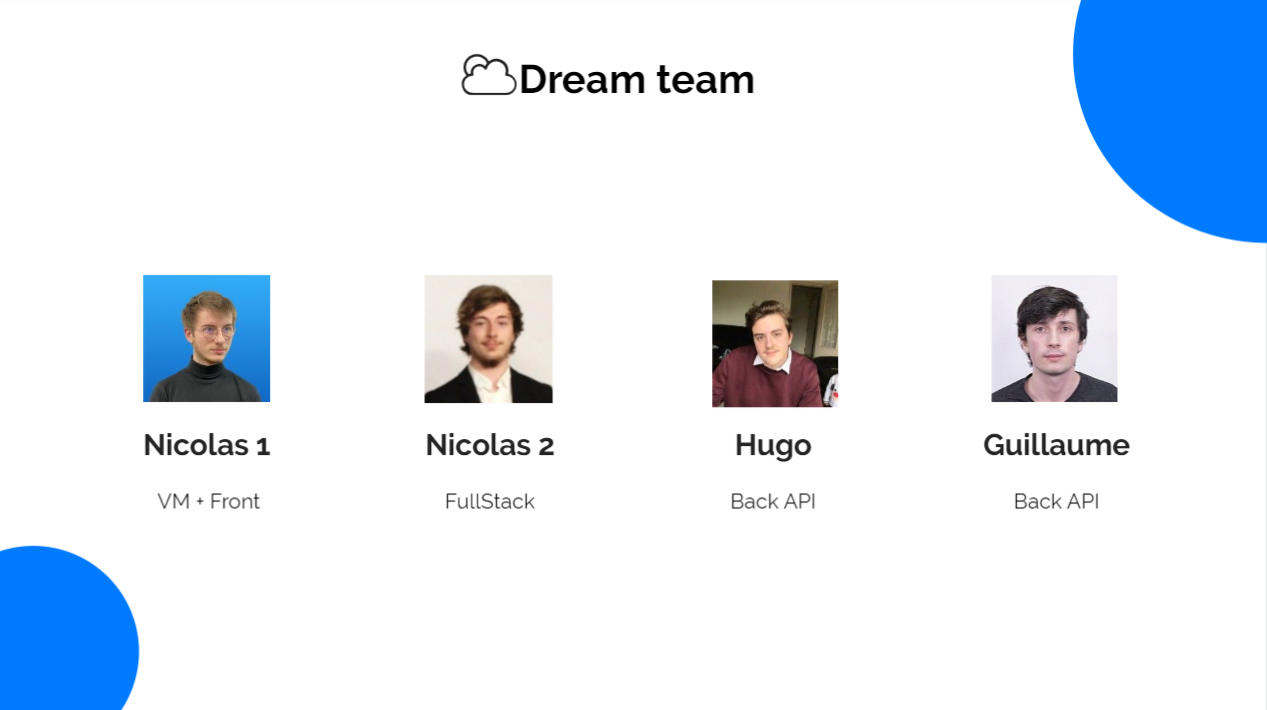 Dream team
Nicolas 1
Nicolas 2
Hugo
Guillaume
VM + Front
FullStack
Back API
Back API